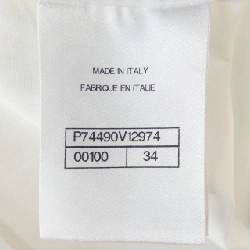 MADE IN ITALY
FABRIQUE EN ITALIE
P74490V12974
00100 34